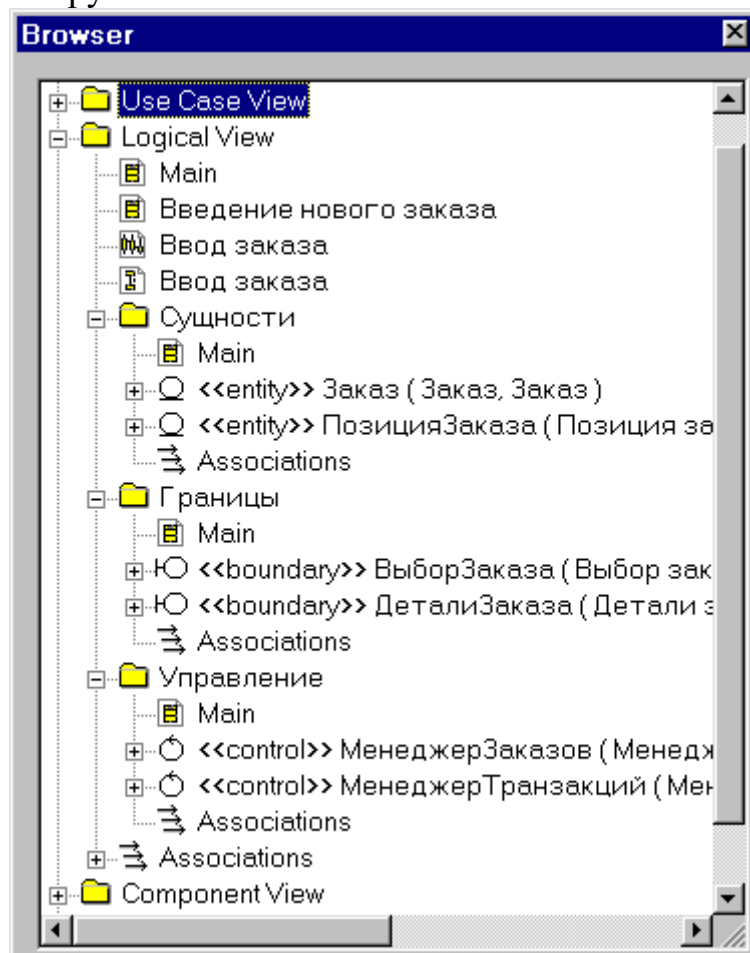 Browser
Use Case View
Logical View
Main
Введение нового заказа
Ввод заказа
Ввод заказа
Сущности
Main
<<entity>> Заказ ( Заказ, Заказ )
<<entity>> ПозицияЗаказа ( Позиция за
Associations
Границы
Main
<<boundary>> ВыборЗаказа ( Выбор зак
<<boundary>> ДеталиЗаказа ( Детали з
Associations
Управление
Main
<<control>> МенеджерЗаказов ( Менедж
<<control>> МенеджерТранзакций ( Мен
Associations
Associations
Component View